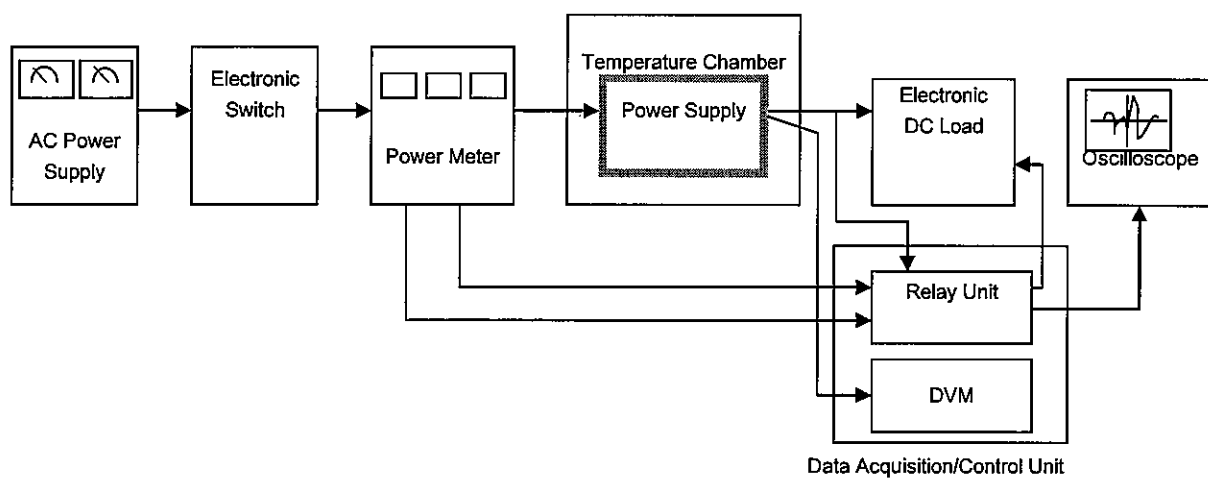 AC Power
Supply
Electronic
Switch
Power Meter
Temperature Chamber
Power Supply
Electronic
DC Load
Oscilloscope
Relay Unit
DVM
Data Acquisition/Control Unit